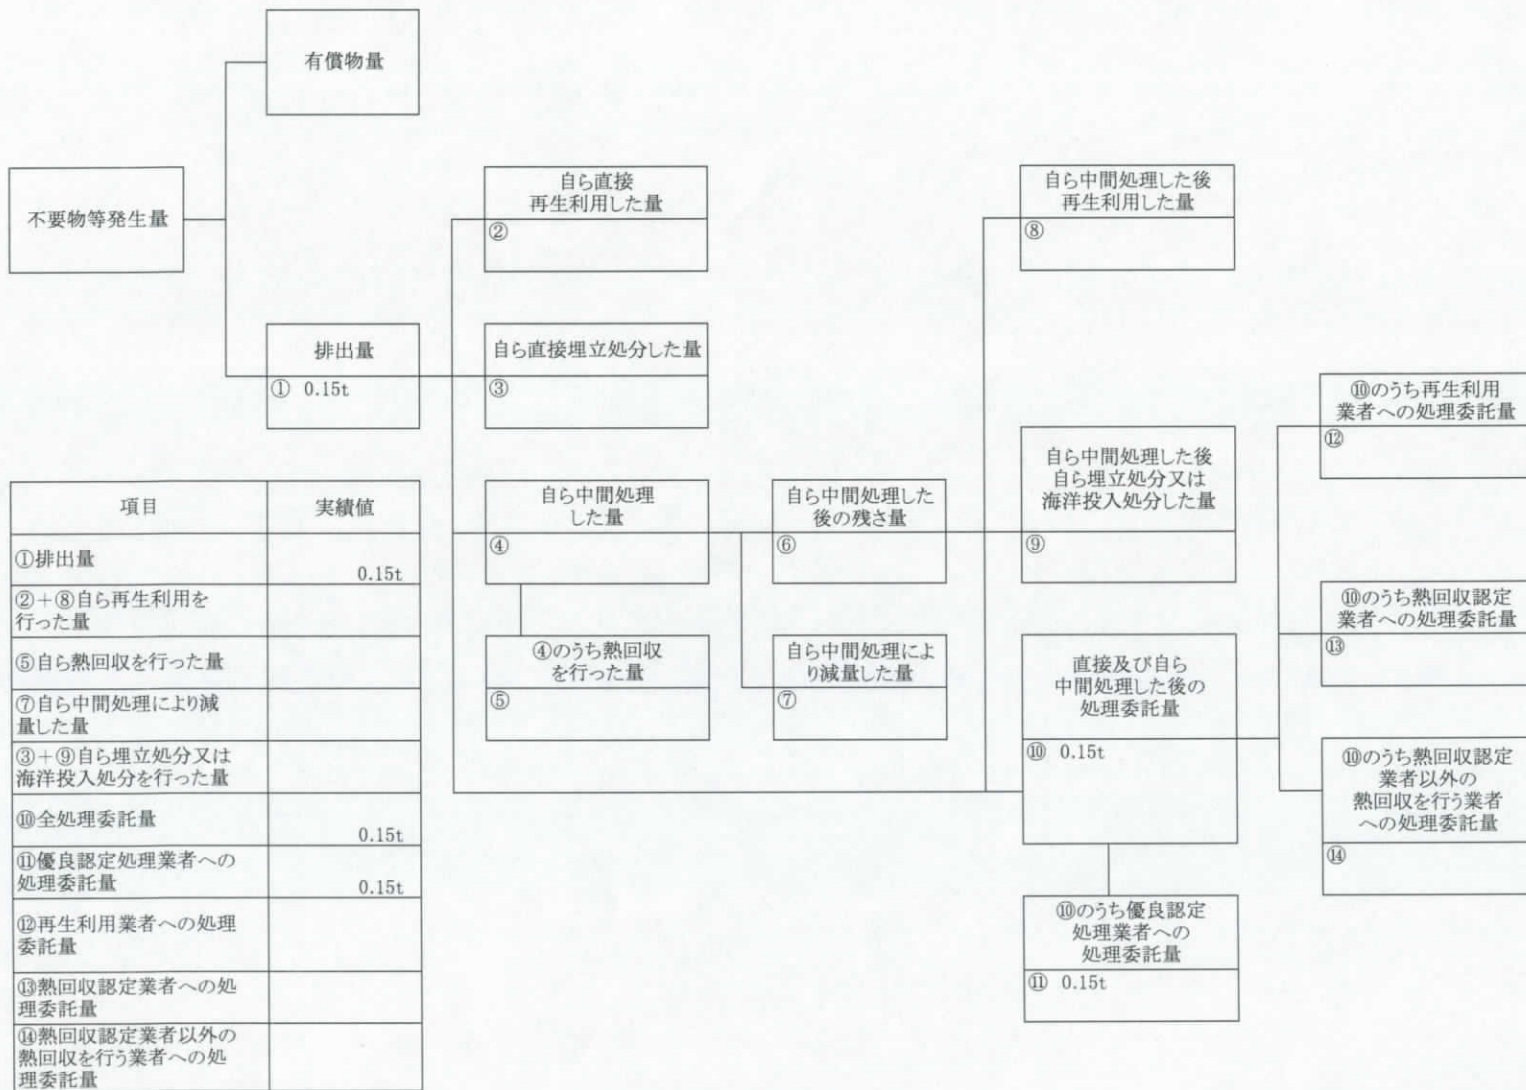 有償物量
不要物等発生量
自ら直接
再生利用した量
②
自ら中間処理した後
再生利用した量
⑧
排出量
① 0.15t
自ら直接埋立処分した量
③
⑩のうち再生利用
業者への処理委託量
⑫
自ら中間処理
した量
④
自ら中間処理した
後の残さ量
⑥
自ら中間処理した後
自ら埋立処分又は
海洋投入処分した量
⑨
⑩のうち熱回収認定
業者への処理委託量
⑬
④のうち熱回収
を行った量
⑤
自ら中間処理によ
り減量した量
⑦
直接及び自ら
中間処理した後の
処理委託量
⑩ 0.15t
⑩のうち熱回収認定
業者以外の
熱回収を行う業者
への処理委託量
⑭
⑩のうち優良認定
処理業者への
処理委託量
⑪ 0.15t
項目 実績値
①排出量 0.15t
②+⑧自ら再生利用を
行った量
⑤自ら熱回収を行った量
⑦自ら中間処理により減
量した量
③+⑨自ら埋立処分又は
海洋投入処分を行った量
⑩全処理委託量 0.15t
⑪優良認定処理業者への
処理委託量 0.15t
⑫再生利用業者への処理
委託量
⑬熱回収認定業者への処
理委託量
⑭熱回収認定業者以外の
熱回収を行う業者への処
理委託量